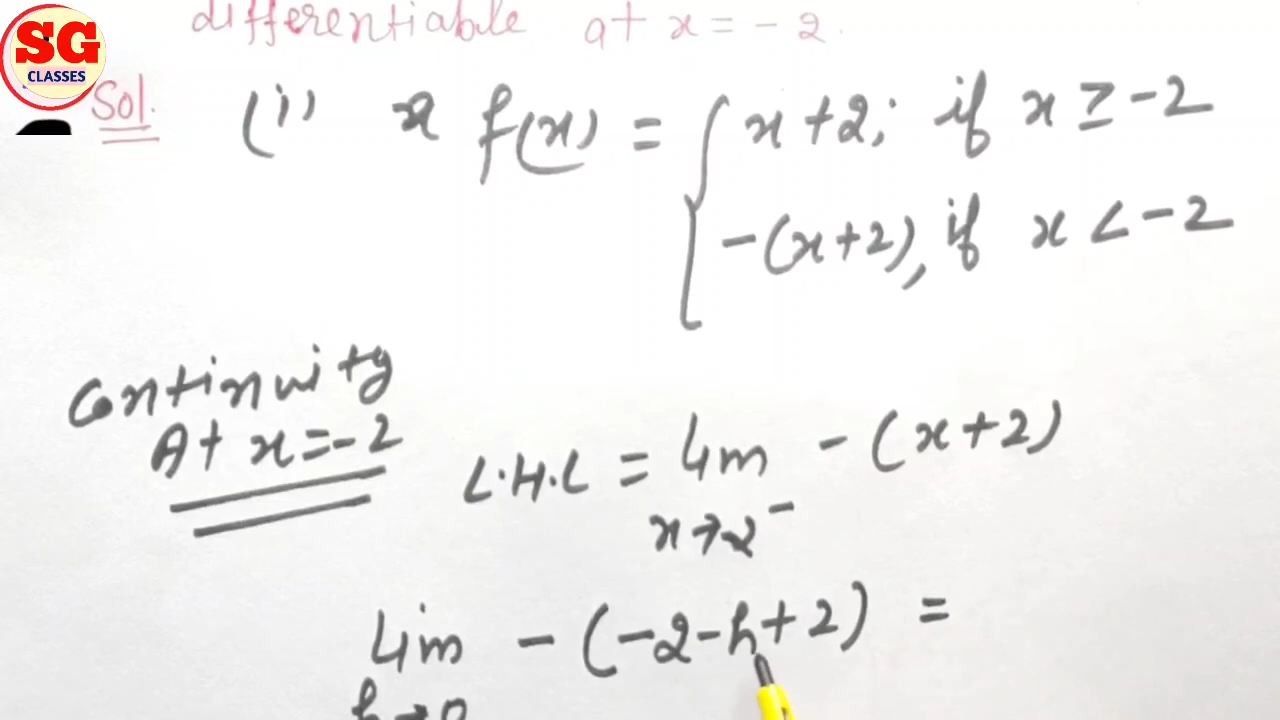 SG
CLASSES
differentiable at x = -2.
Sol.
(i) f(x) = { x+2; if x ≥ -2
-(x+2), if x < -2
Continuity
At x=-2
L.H.L = lim -(x+2)
x→2⁻
lim -(-2-h+2) =
h→0